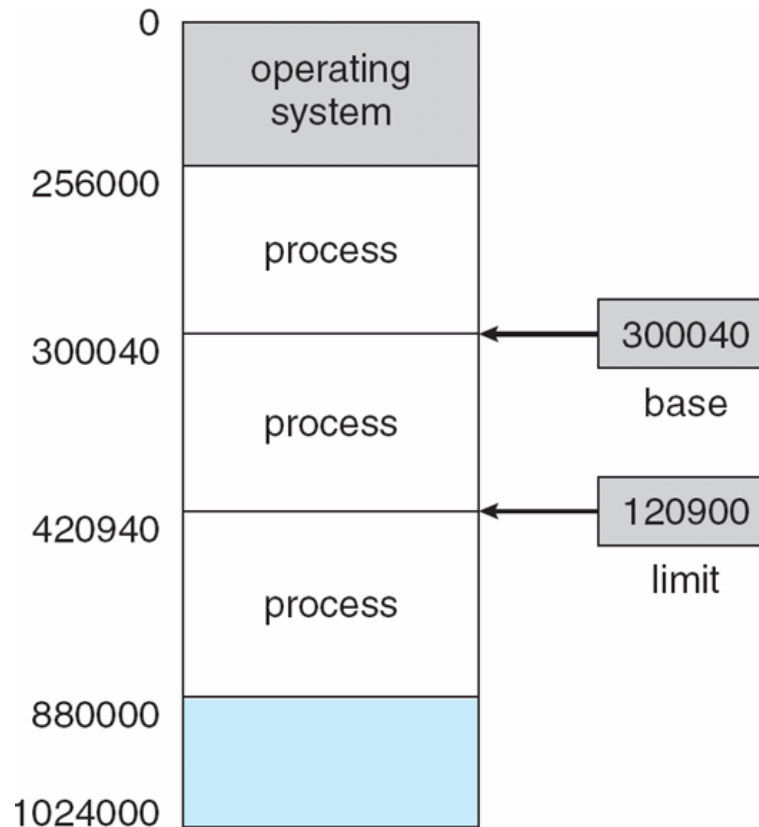 0
operating
system
256000
process
300040
300040
base
process
420940
120900
limit
process
880000
1024000